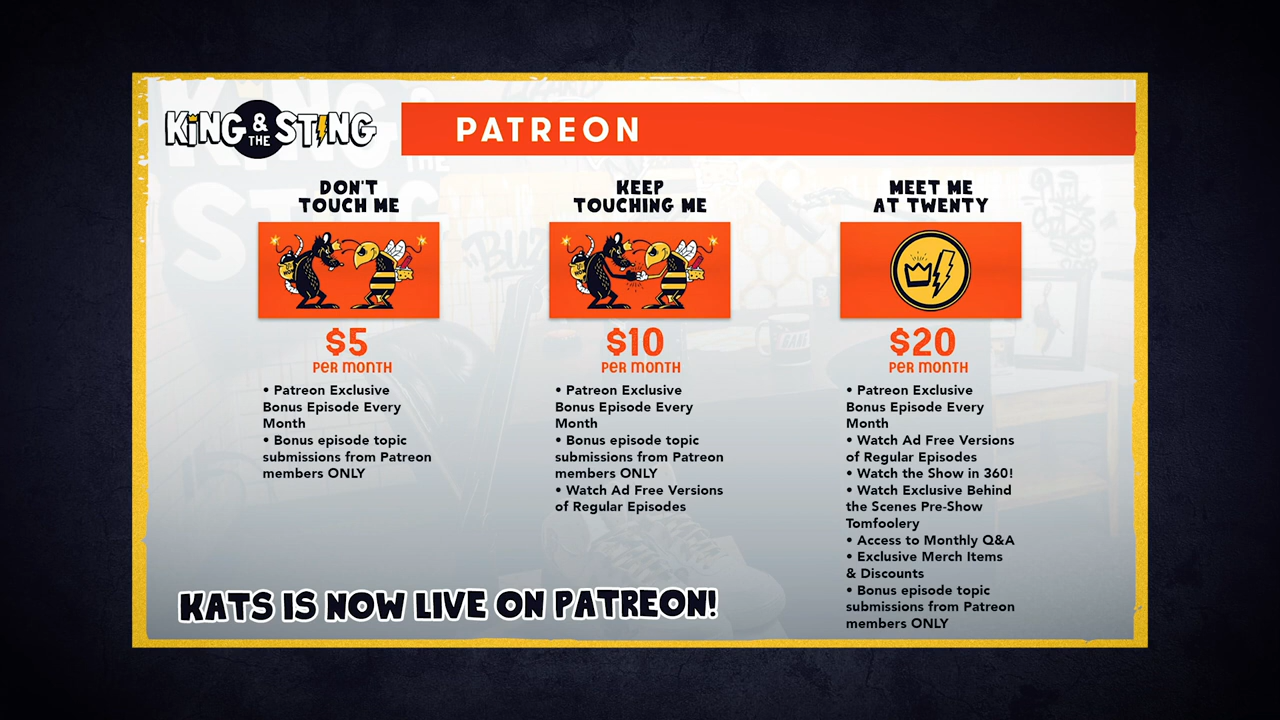 KING & THE STING
PATREON
DON'T
TOUCH ME
$5
PER MONTH
• Patreon Exclusive
Bonus Episode Every
Month
• Bonus episode topic
submissions from Patreon
members ONLY
KEEP
TOUCHING ME
$10
PER MONTH
• Patreon Exclusive
Bonus Episode Every
Month
• Bonus episode topic
submissions from Patreon
members ONLY
• Watch Ad Free Versions
of Regular Episodes
MEET ME
AT TWENTY
$20
PER MONTH
• Patreon Exclusive
Bonus Episode Every
Month
• Watch Ad Free Versions
of Regular Episodes
• Watch the Show in 360!
• Watch Exclusive Behind
the Scenes Pre-Show
Tomfoolery
• Access to Monthly Q&A
• Exclusive Merch Items
& Discounts
• Bonus episode topic
submissions from Patreon
members ONLY
KATS IS NOW LIVE ON PATREON!